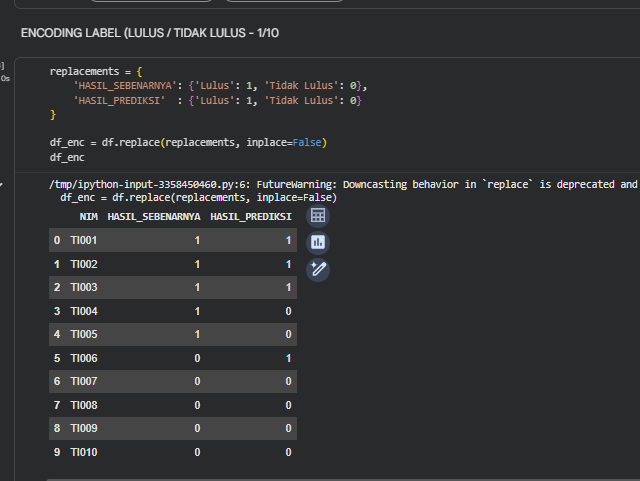 ENCODING LABEL (LULUS / TIDAK LULUS - 1/10
]
0s
replacements = {
    'HASIL_SEBENARNYA': {'Lulus': 1, 'Tidak Lulus': 0},
    'HASIL_PREDIKSI'  : {'Lulus': 1, 'Tidak Lulus': 0}
}
df_enc = df.replace(replacements, inplace=False)
df_enc
/tmp/ipython-input-3358450460.py:6: FutureWarning: Downcasting behavior in `replace` is deprecated and
  df_enc = df.replace(replacements, inplace=False)
NIM HASIL_SEBENARNYA HASIL_PREDIKSI
0 TI001 1 1
1 TI002 1 1
2 TI003 1 1
3 TI004 1 0
4 TI005 1 0
5 TI006 0 1
6 TI007 0 0
7 TI008 0 0
8 TI009 0 0
9 TI010 0 0